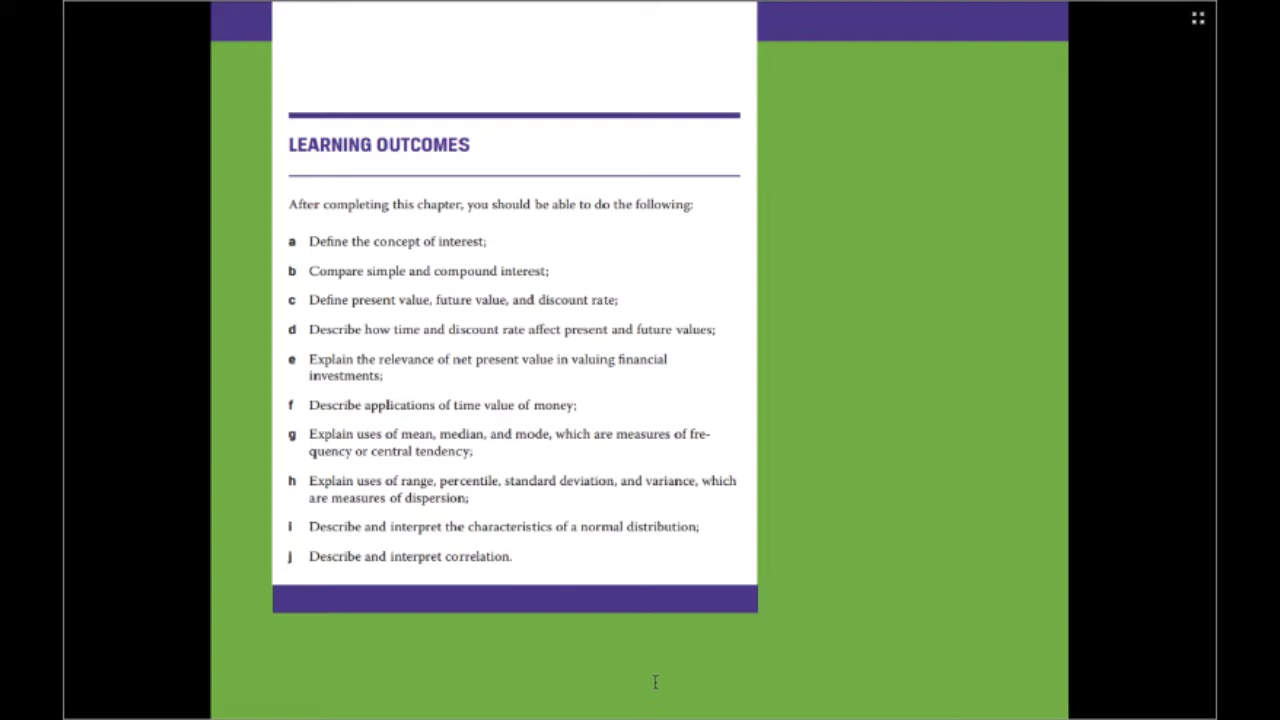 LEARNING OUTCOMES
After completing this chapter, you should be able to do the following:
a Define the concept of interest;
b Compare simple and compound interest;
c Define present value, future value, and discount rate;
d Describe how time and discount rate affect present and future values;
e Explain the relevance of net present value in valuing financial
investments;
f Describe applications of time value of money;
g Explain uses of mean, median, and mode, which are measures of fre-
quency or central tendency;
h Explain uses of range, percentile, standard deviation, and variance, which
are measures of dispersion;
i Describe and interpret the characteristics of a normal distribution;
j Describe and interpret correlation.